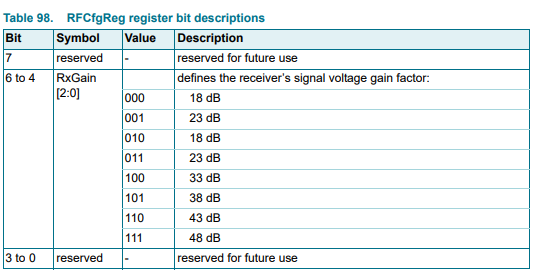 Table 98. RFCfgReg register bit descriptions
Bit Symbol Value Description
7 reserved - reserved for future use
6 to 4 RxGain defines the receiver's signal voltage gain factor:
[2:0] 000 18 dB
001 23 dB
010 18 dB
011 23 dB
100 33 dB
101 38 dB
110 43 dB
111 48 dB
3 to 0 reserved - reserved for future use